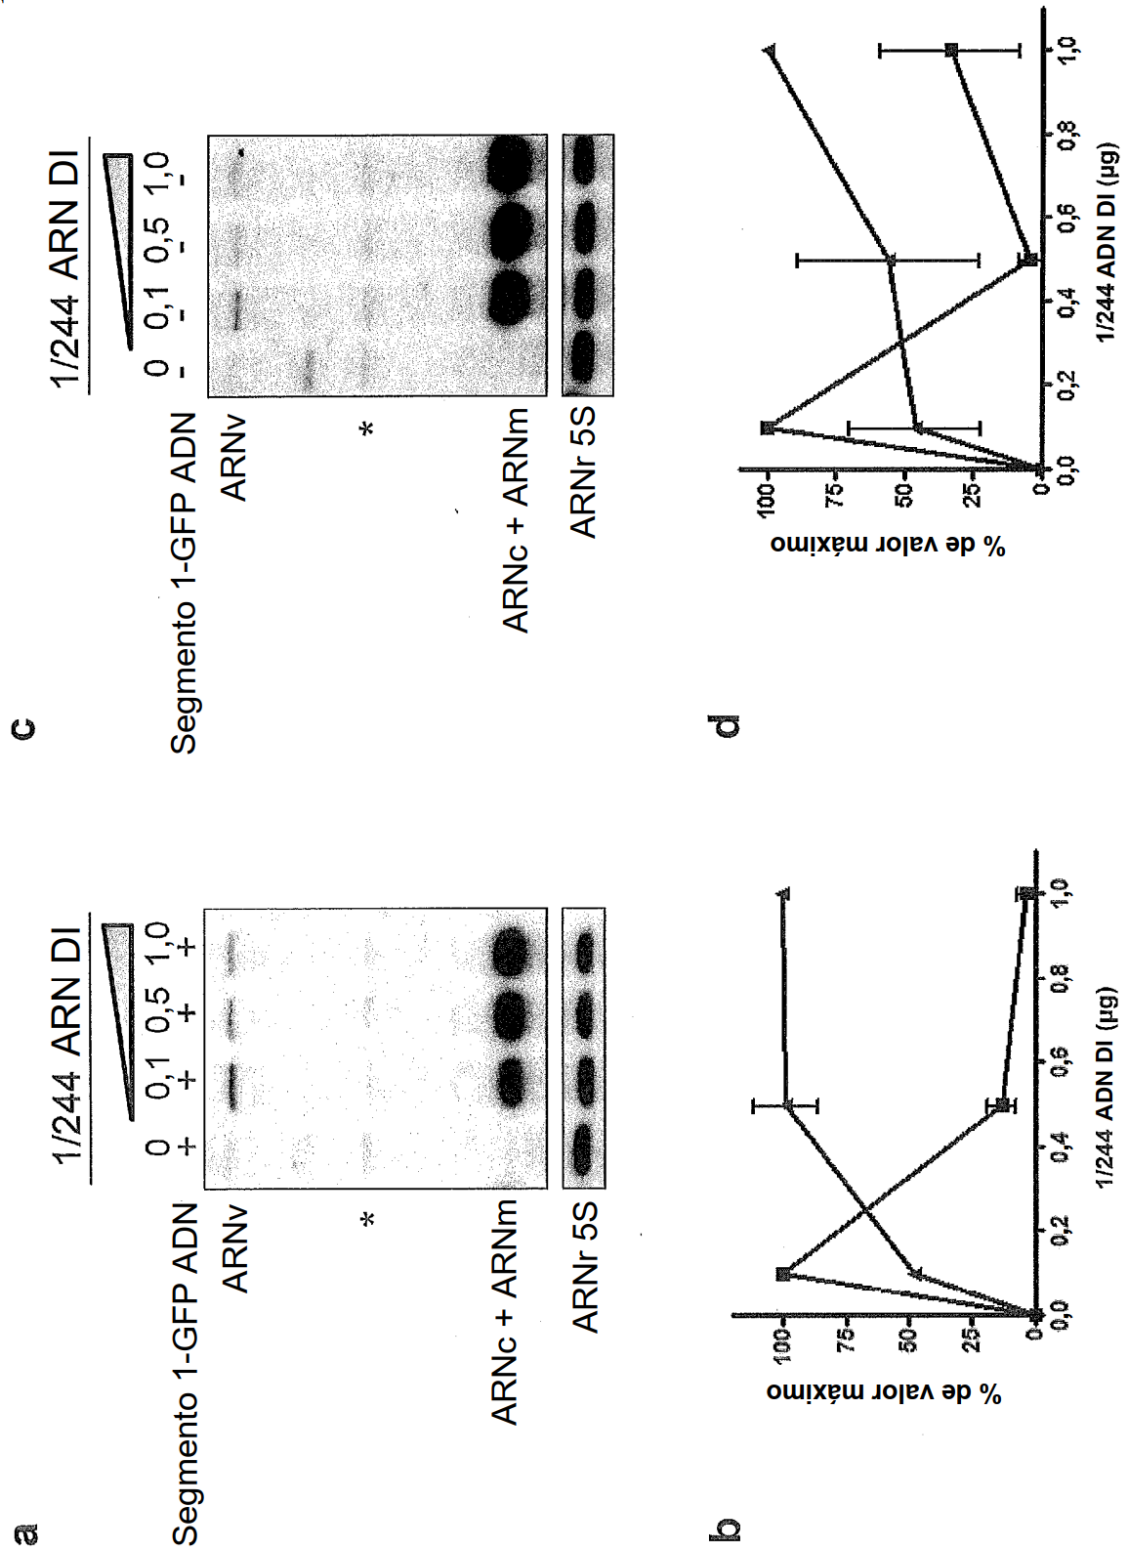 a
1/244 ARN DI
0 0,1 0,5 1,0
Segmento 1-GFP ADN + + + +
ARNv
*
ARNc + ARNm
ARNr 5S
b
% de valor máximo
100
75
50
25
0
0,0 0,2 0,4 0,6 0,8 1,0
1/244 ADN DI (µg)
c
1/244 ARN DI
0 0,1 0,5 1,0
Segmento 1-GFP ADN - - - -
ARNv
*
ARNc + ARNm
ARNr 5S
d
% de valor máximo
100
75
50
25
0
0,0 0,2 0,4 0,6 0,8 1,0
1/244 ADN DI (µg)